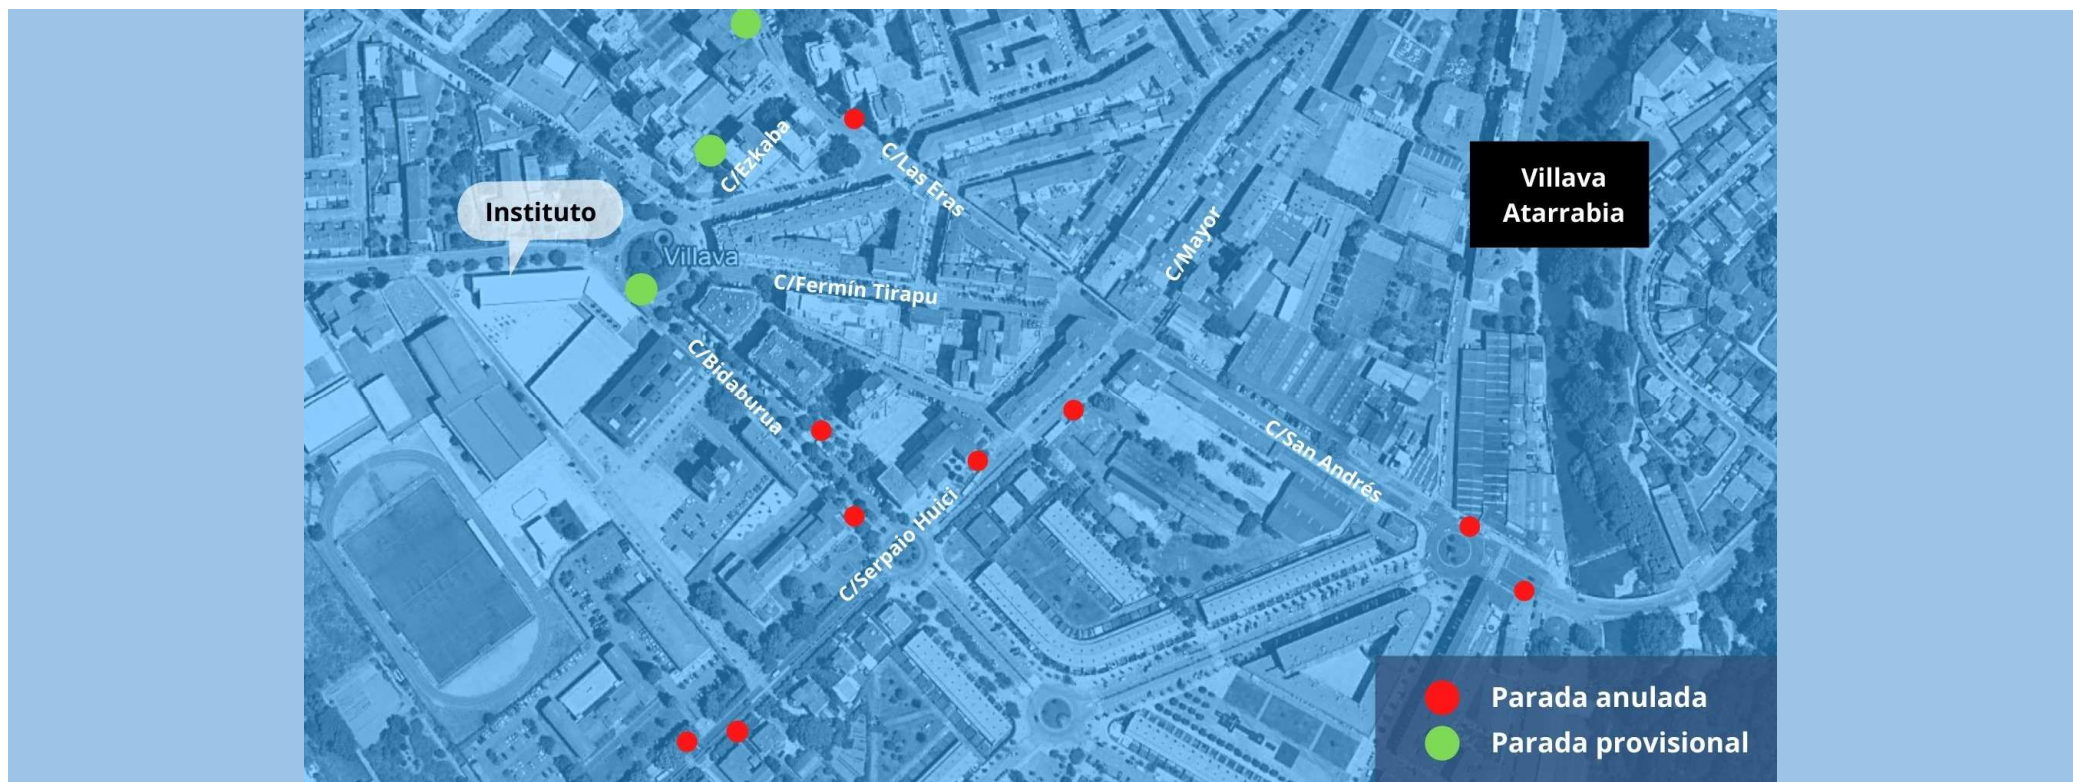 C/Ezkaba
C/Las Eras
Villava
Atarrabia
Instituto
C/Mayor
Villava
C/Fermín Tirapu
C/Bidaburua
C/San Andrés
C/Serpaio Huici
Parada anulada
Parada provisional